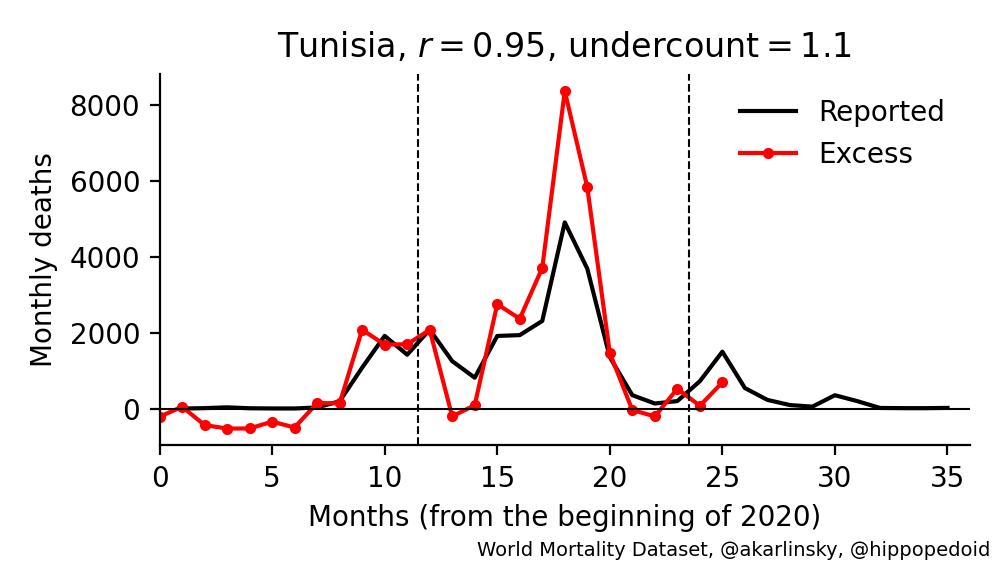 Tunisia, r = 0.95, undercount = 1.1
Monthly deaths
8000
6000
4000
2000
0
Reported
Excess
0 5 10 15 20 25 30 35
Months (from the beginning of 2020)
World Mortality Dataset, @akarlinsky, @hippopedoid